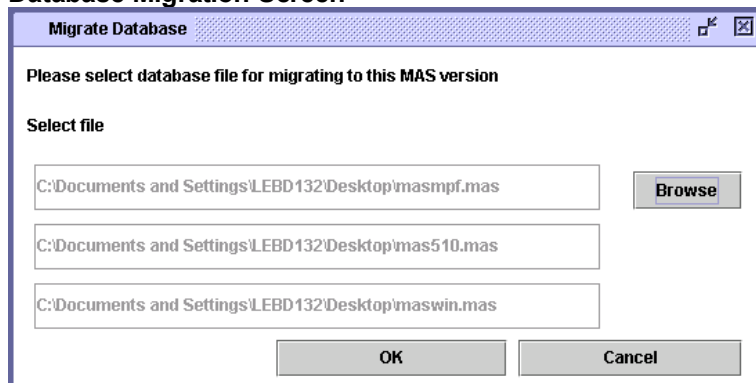 Database Migration Screen
Migrate Database
Please select database file for migrating to this MAS version
Select file
C:\Documents and Settings\LEBD132\Desktop\masmpf.mas
Browse
C:\Documents and Settings\LEBD132\Desktop\mas510.mas
C:\Documents and Settings\LEBD132\Desktop\maswin.mas
OK Cancel